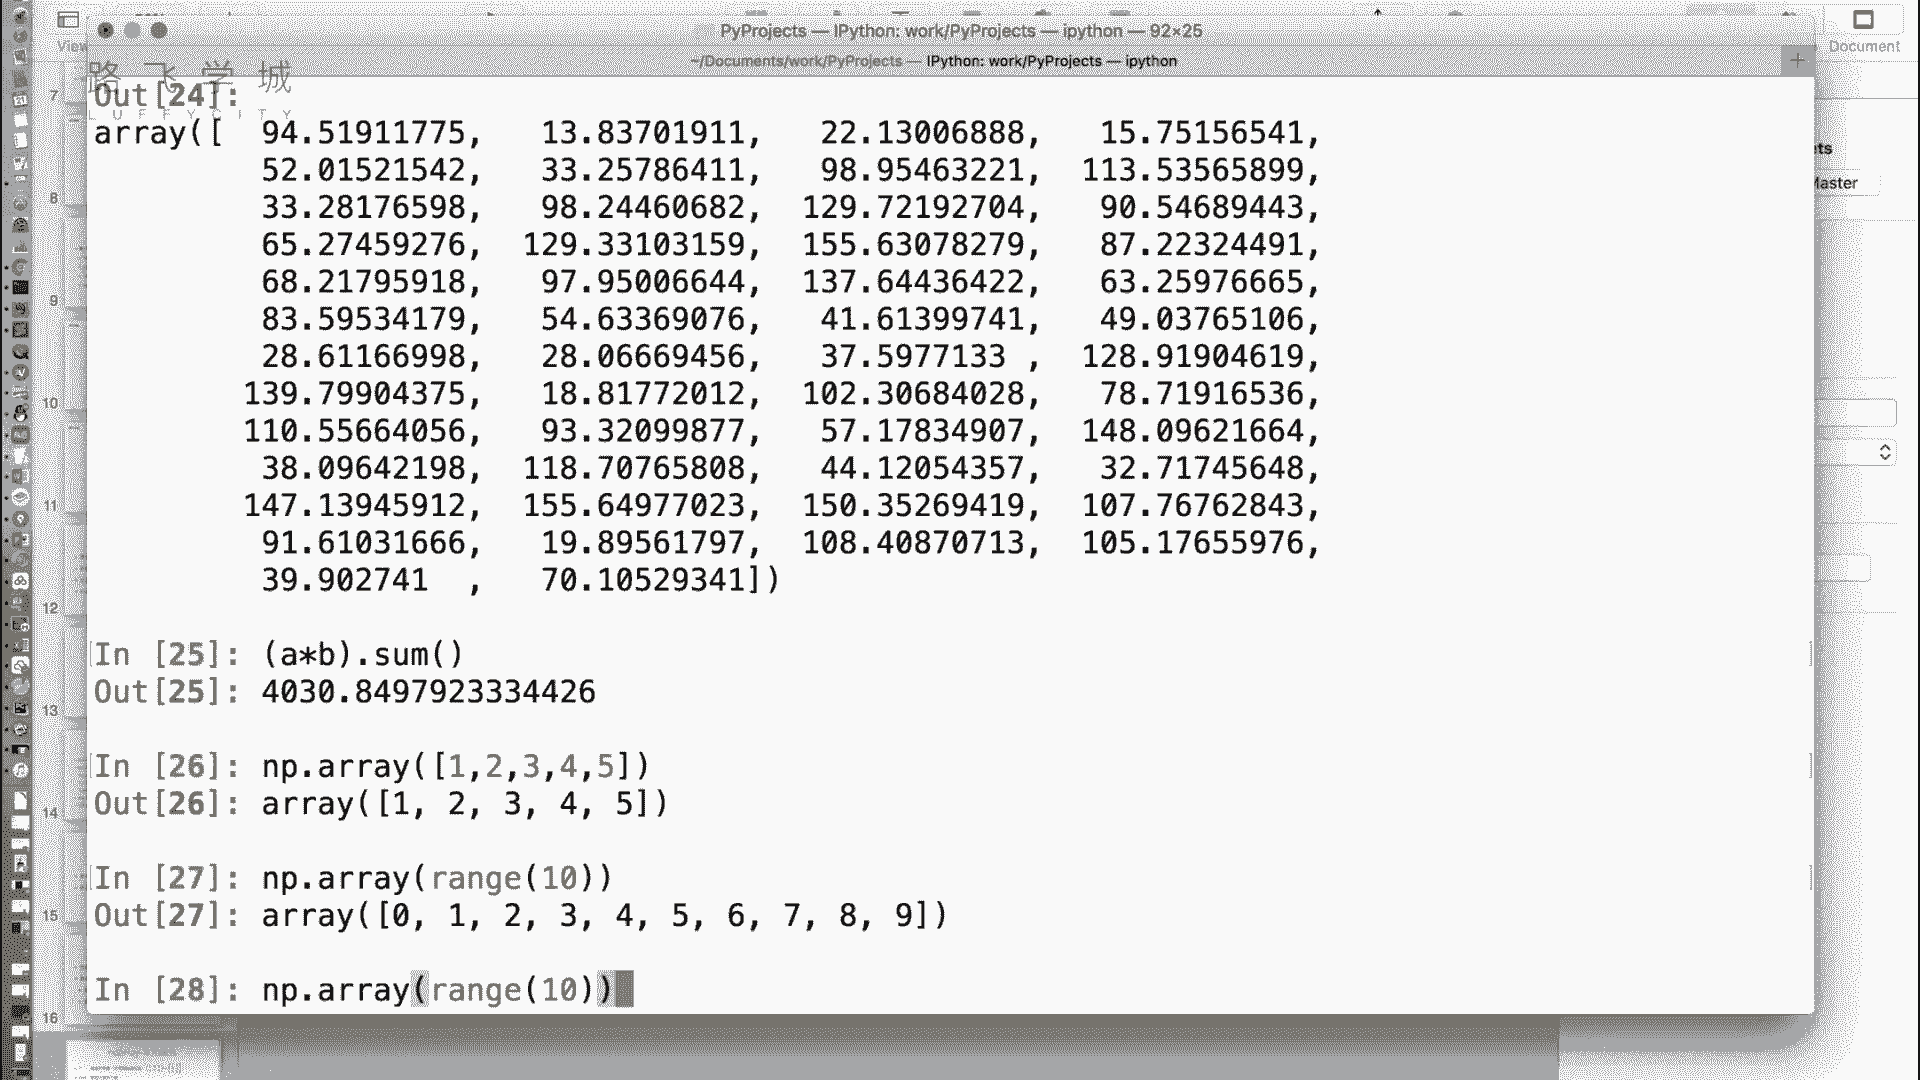 PyProjects — IPython: work/PyProjects — ipython — 92×25
View
Document
~/Documents/work/PyProjects — IPython: work/PyProjects — ipython
路飞学城
LUFFYCITY
Out[24]:
array([  94.51911775,   13.83701911,   22.13006888,   15.75156541,
52.01521542,   33.25786411,   98.95463221,  113.53565899,
33.28176598,   98.24460682,  129.72192704,   90.54689443,
65.27459276,  129.33103159,  155.63078279,   87.22324491,
68.21795918,   97.95006644,  137.64436422,   63.25976665,
83.59534179,   54.63369076,   41.61399741,   49.03765106,
28.61166998,   28.06669456,   37.5977133 ,  128.91904619,
139.79904375,   18.81772012,  102.30684028,   78.71916536,
110.55664056,   93.32099877,   57.17834907,  148.09621664,
38.09642198,  118.70765808,   44.12054357,   32.71745648,
147.13945912,  155.64977023,  150.35269419,  107.76762843,
91.61031666,   19.89561797,  108.40870713,  105.17655976,
39.902741  ,   70.10529341])
In [25]: (a*b).sum()
Out[25]: 4030.8497923334426
In [26]: np.array([1,2,3,4,5])
Out[26]: array([1, 2, 3, 4, 5])
In [27]: np.array(range(10))
Out[27]: array([0, 1, 2, 3, 4, 5, 6, 7, 8, 9])
In [28]: np.array(range(10))
7
8
9
10
11
12
13
14
15
16